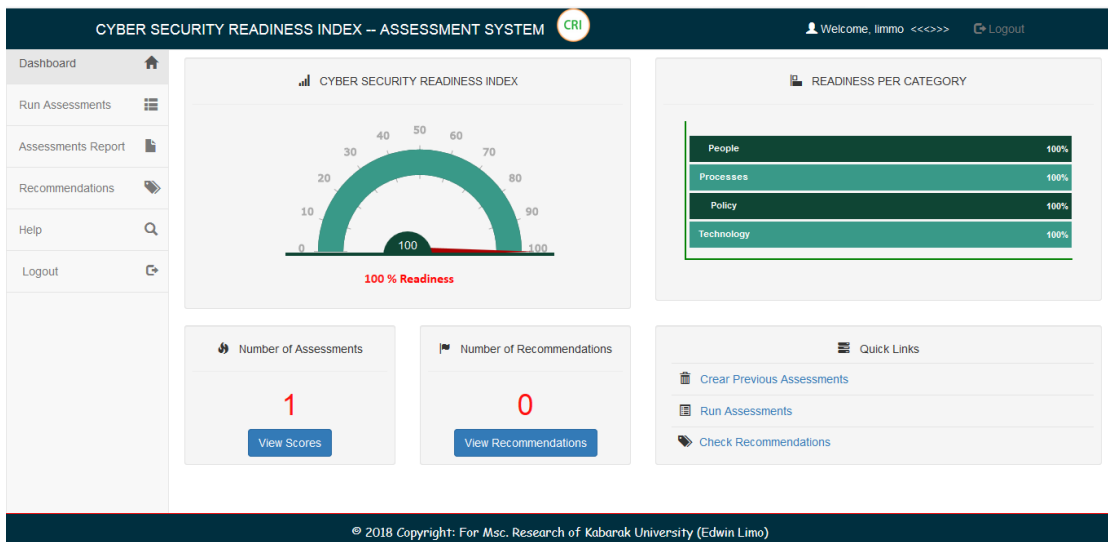 CYBER SECURITY READINESS INDEX -- ASSESSMENT SYSTEM
CRI
Welcome, limmo <<<>>>
Logout
Dashboard
Run Assessments
Assessments Report
Recommendations
Help
Logout
CYBER SECURITY READINESS INDEX
0
10
20
30
40
50
60
70
80
90
100
100
100 % Readiness
READINESS PER CATEGORY
People 100%
Processes 100%
Policy 100%
Technology 100%
Number of Assessments
1
View Scores
Number of Recommendations
0
View Recommendations
Quick Links
Crear Previous Assessments
Run Assessments
Check Recommendations
© 2018 Copyright: For Msc. Research of Kabarak University (Edwin Limo)